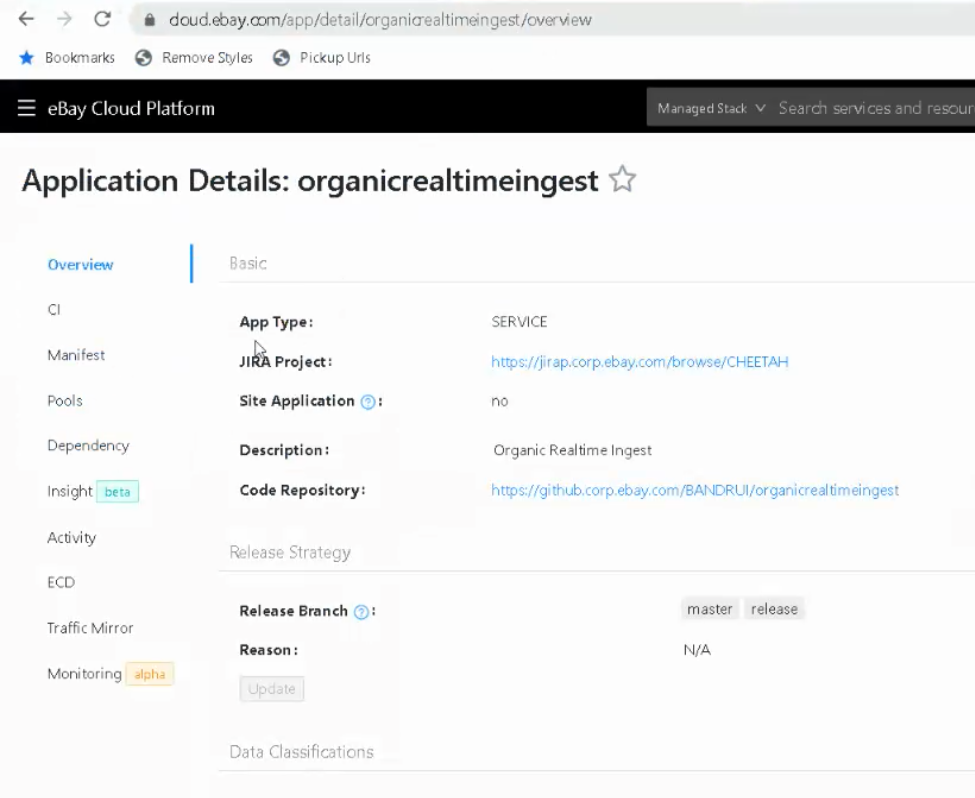 cloud.ebay.com/app/detail/organicrealtimeingest/overview
Bookmarks Remove Styles Pickup Urls
eBay Cloud Platform Managed Stack Search services and resour
Application Details: organicrealtimeingest
Overview
CI
Manifest
Pools
Dependency
Insight beta
Activity
ECD
Traffic Mirror
Monitoring alpha
Basic
App Type: SERVICE
JIRA Project: https://jirap.corp.ebay.com/browse/CHEETAH
Site Application ? : no
Description: Organic Realtime Ingest
Code Repository: https://github.corp.ebay.com/BANDRUI/organicrealtimeingest
Release Strategy
Release Branch ? : master release
Reason: N/A
Update
Data Classifications